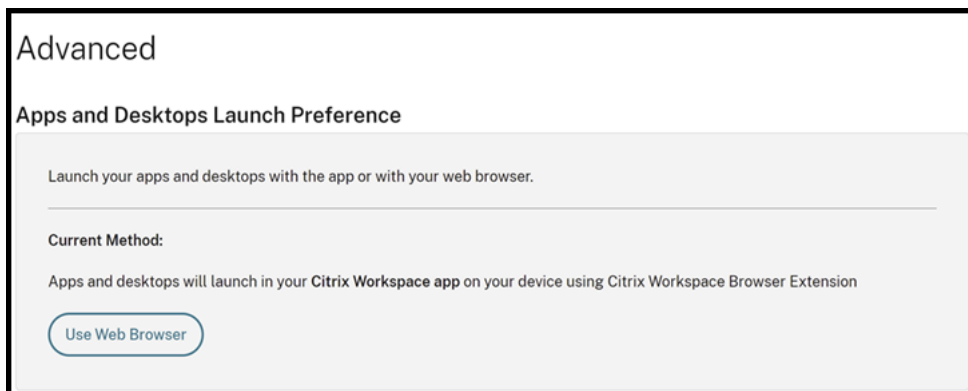 Advanced
Apps and Desktops Launch Preference
Launch your apps and desktops with the app or with your web browser.
Current Method:
Apps and desktops will launch in your Citrix Workspace app on your device using Citrix Workspace Browser Extension
Use Web Browser